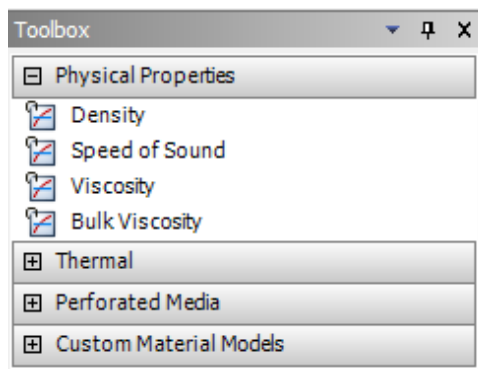 Toolbox
Physical Properties
Density
Speed of Sound
Viscosity
Bulk Viscosity
Thermal
Perforated Media
Custom Material Models